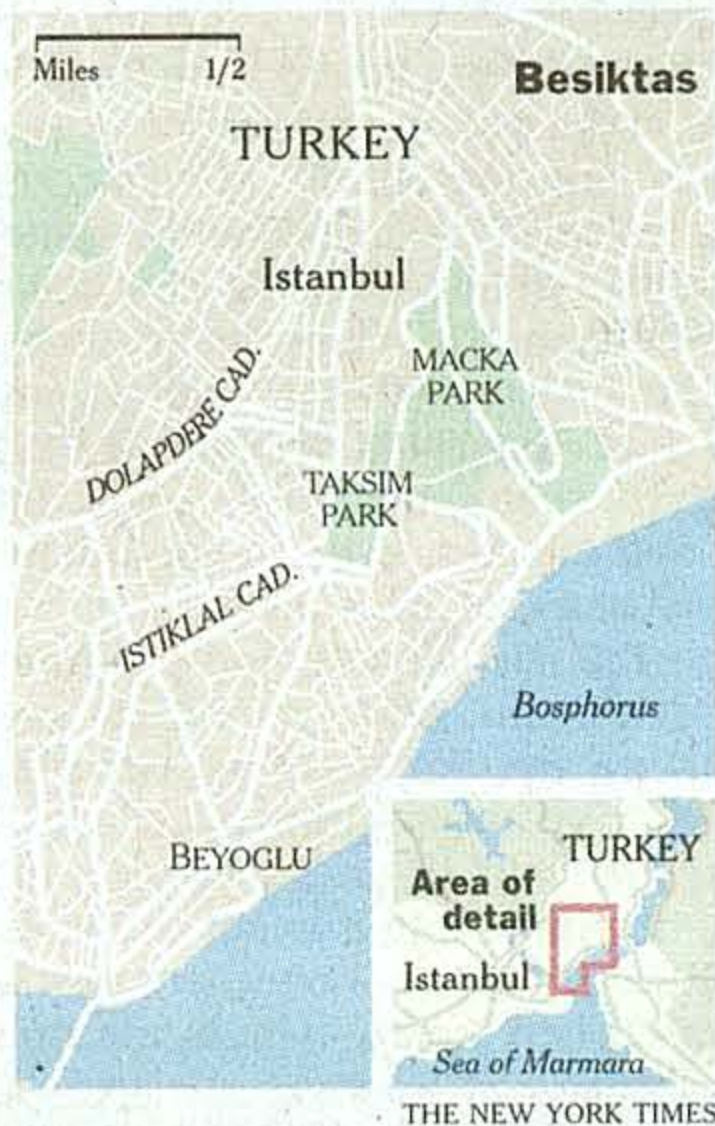 Miles 1/2
Besiktas
TURKEY
Istanbul
MACKA
PARK
DOLAPDERE CAD.
TAKSIM
PARK
ISTIKLAL CAD.
Bosphorus
BEYOGLU
TURKEY
Area of
detail
Istanbul
Sea of Marmara
THE NEW YORK TIMES